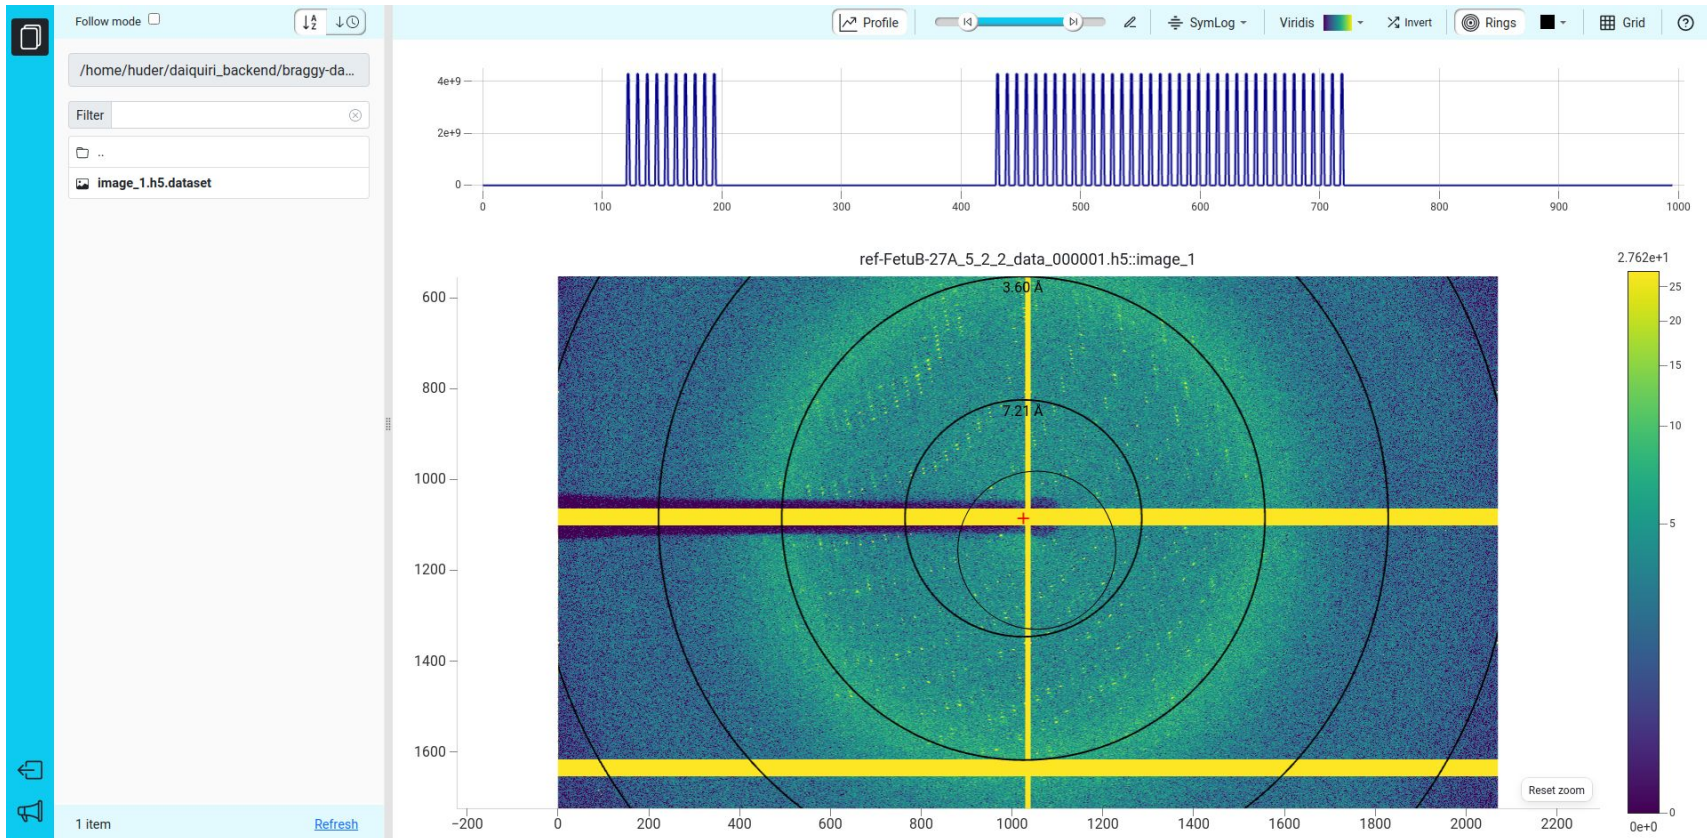 Follow mode
Profile
SymLog
Viridis
Invert
Rings
Grid
/home/huder/daiquiri_backend/braggy-da...
Filter
..
image_1.h5.dataset
4e+9
2e+9
0
0 100 200 300 400 500 600 700 800 900 1000
ref-FetuB-27A_5_2_2_data_000001.h5::image_1
2.762e+1
600
800
1000
1200
1400
1600
3.60 Å
7.21 Å
25
20
15
10
5
0
0e+0
Reset zoom
−200 0 200 400 600 800 1000 1200 1400 1600 1800 2000 2200
1 item
Refresh